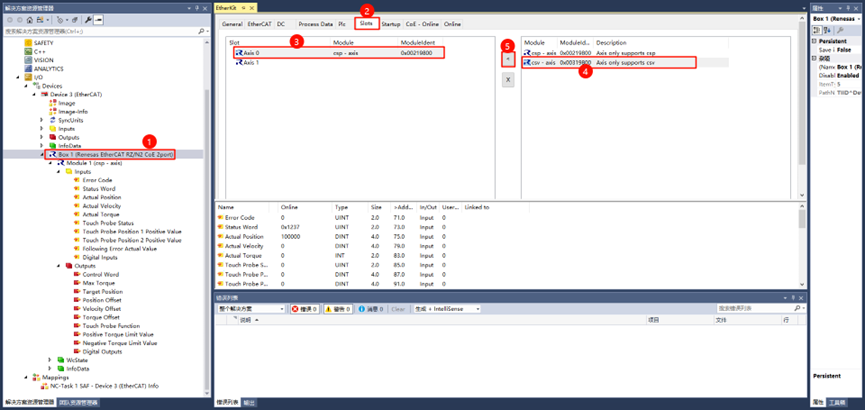 EtherKit
解决方案资源管理器
搜索解决方案资源管理器(Ctrl+;)
SAFETY
C++
VISION
ANALYTICS
I/O
Devices
Device 3 (EtherCAT)
Image
Image-Info
SyncUnits
Inputs
Outputs
InfoData
1
Box 1 (Renesas EtherCAT RZ/N2 CoE 2port)
Module 1 (csp - axis)
Inputs
Error Code
Status Word
Actual Position
Actual Velocity
Actual Torque
Touch Probe Status
Touch Probe Position 1 Positive Value
Touch Probe Position 2 Positive Value
Following Error Actual Value
Digital Inputs
Outputs
Control Word
Max Torque
Target Position
Position Offset
Velocity Offset
Torque Offset
Touch Probe Function
Positive Torque Limit Value
Negative Torque Limit Value
Digital Outputs
WcState
InfoData
Mappings
NC-Task 1 SAF - Device 3 (EtherCAT) Info
解决方案资源管理器 团队资源管理器
2
General EtherCAT DC Process Data Plc Slots Startup CoE - Online Online
3
Slot Module ModuleIdent
Axis 0 csp - axis 0x00219800
Axis 1
5
<
X
Module ModuleId... Description
csp - axis 0x00219800 Axis only supports csp
csv - axis 0x00319800 Axis only supports csv
4
Name Online Type Size >Add... In/Out User... Linked to
Error Code 0 UINT 2.0 71.0 Input 0
Status Word 0x1237 UINT 2.0 73.0 Input 0
Actual Position 100000 DINT 4.0 75.0 Input 0
Actual Velocity 0 DINT 4.0 79.0 Input 0
Actual Torque 0 INT 2.0 83.0 Input 0
Touch Probe S... 0 UINT 2.0 85.0 Input 0
Touch Probe P... 0 DINT 4.0 87.0 Input 0
Touch Probe P... 0 DINT 4.0 91.0 Input 0
错误列表
整个解决方案 错误 0 警告 0 消息 0 Clear 生成 + IntelliSense 搜索错误列表
说明 项目 文件 行
错误列表 输出
属性
Box 1 (Renesas
Persistent
Save i False
杂项
(Nam Box 1 (Renes
Disabl Enabled
ItemT: 5
PathN TIID^Date
Persistent
属性 工具箱